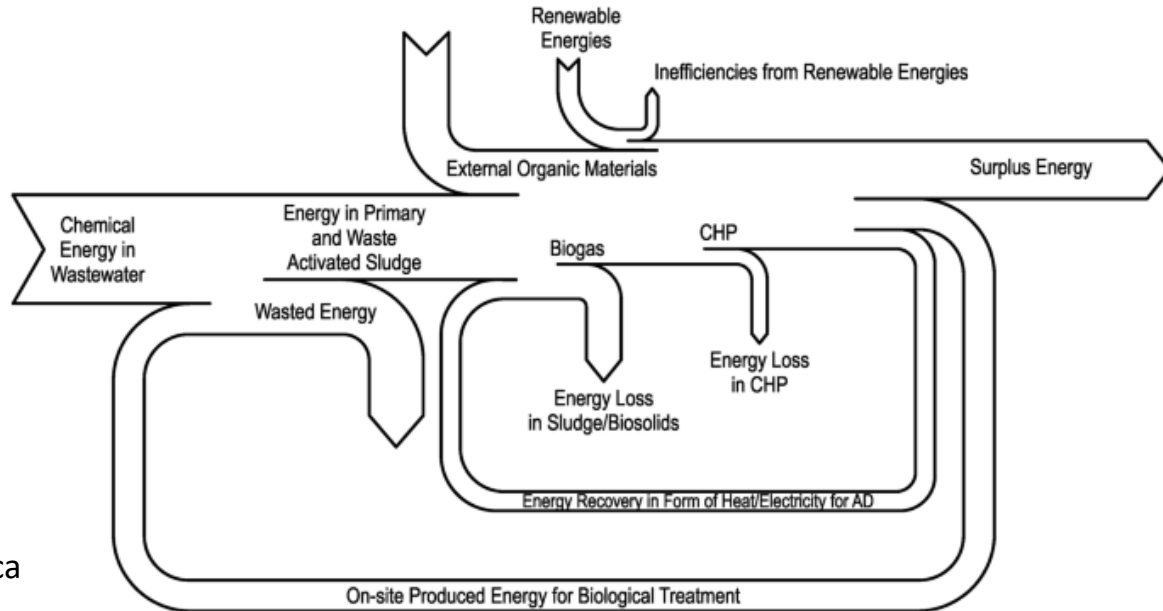 Renewable
Energies
Inefficiencies from Renewable Energies
External Organic Materials
Surplus Energy
Chemical
Energy in
Wastewater
Energy in Primary
and Waste
Activated Sludge
Biogas
CHP
Wasted Energy
Energy Loss
in CHP
Energy Loss
in Sludge/Biosolids
Energy Recovery in Form of Heat/Electricity for AD
ca
On-site Produced Energy for Biological Treatment